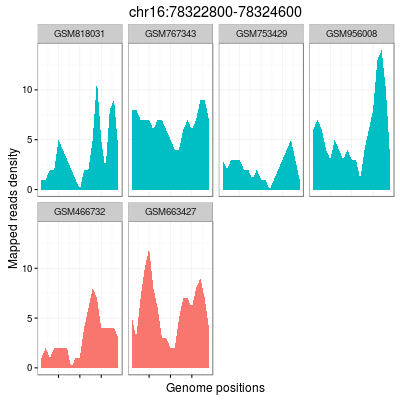 chr16:78322800-78324600
GSM818031 GSM767343 GSM753429 GSM956008
10
5
0
GSM466732 GSM663427
10
5
0
Mapped reads density
Genome positions